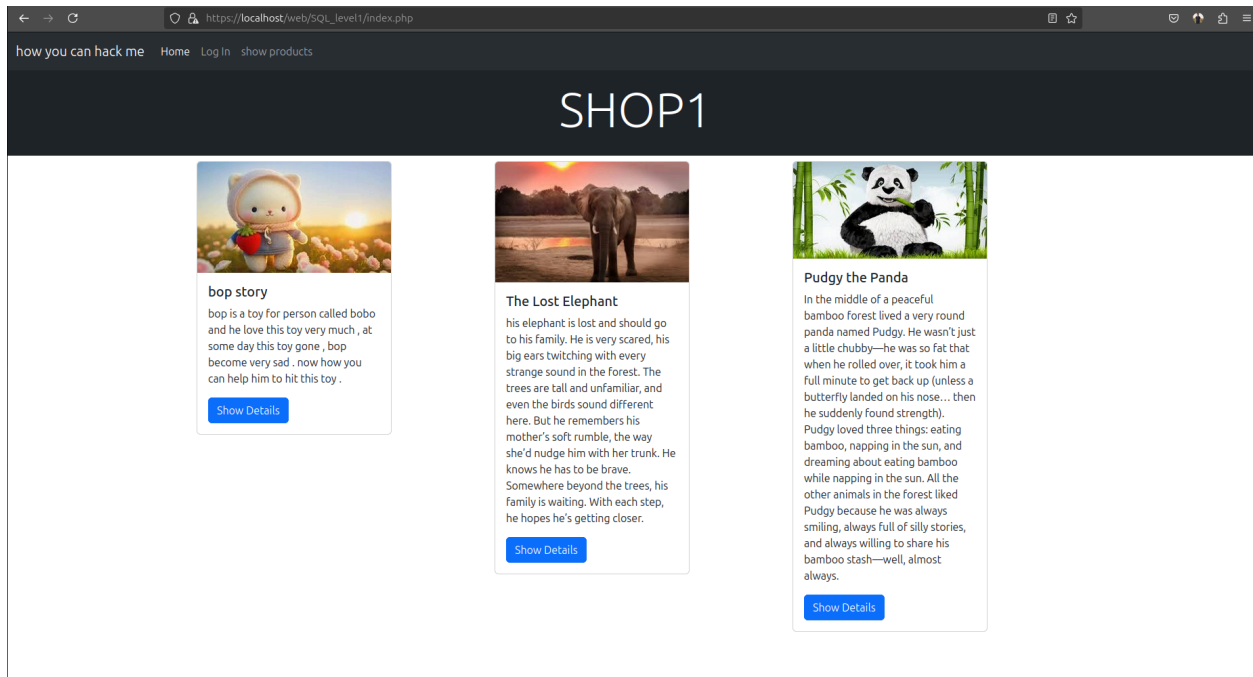 https://localhost/web/SQL_level1/index.php
how you can hack me Home Log In show products
SHOP1
bop story
bop is a toy for person called bobo
and he love this toy very much , at
some day this toy gone , bop
become very sad . now how you
can help him to hit this toy .
Show Details
The Lost Elephant
his elephant is lost and should go
to his family. He is very scared, his
big ears twitching with every
strange sound in the forest. The
trees are tall and unfamiliar, and
even the birds sound different
here. But he remembers his
mother’s soft rumble, the way
she’d nudge him with her trunk. He
knows he has to be brave.
Somewhere beyond the trees, his
family is waiting. With each step,
he hopes he’s getting closer.
Show Details
Pudgy the Panda
In the middle of a peaceful
bamboo forest lived a very round
panda named Pudgy. He wasn’t just
a little chubby—he was so fat that
when he rolled over, it took him a
full minute to get back up (unless a
butterfly landed on his nose… then
he suddenly found strength).
Pudgy loved three things: eating
bamboo, napping in the sun, and
dreaming about eating bamboo
while napping in the sun. All the
other animals in the forest liked
Pudgy because he was always
smiling, always full of silly stories,
and always willing to share his
bamboo stash—well, almost
always.
Show Details